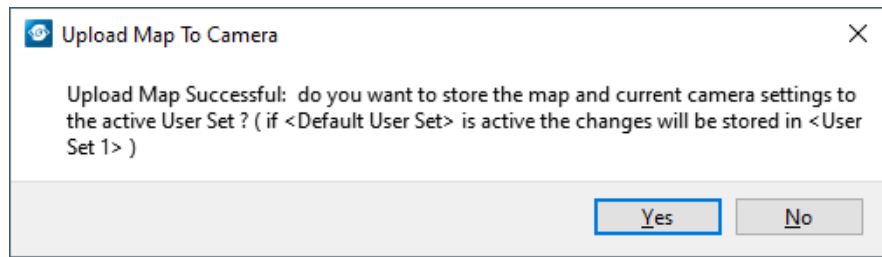 Upload Map To Camera
Upload Map Successful:  do you want to store the map and current camera settings to
the active User Set ? ( if <Default User Set> is active the changes will be stored in <User
Set 1> )
Yes
No